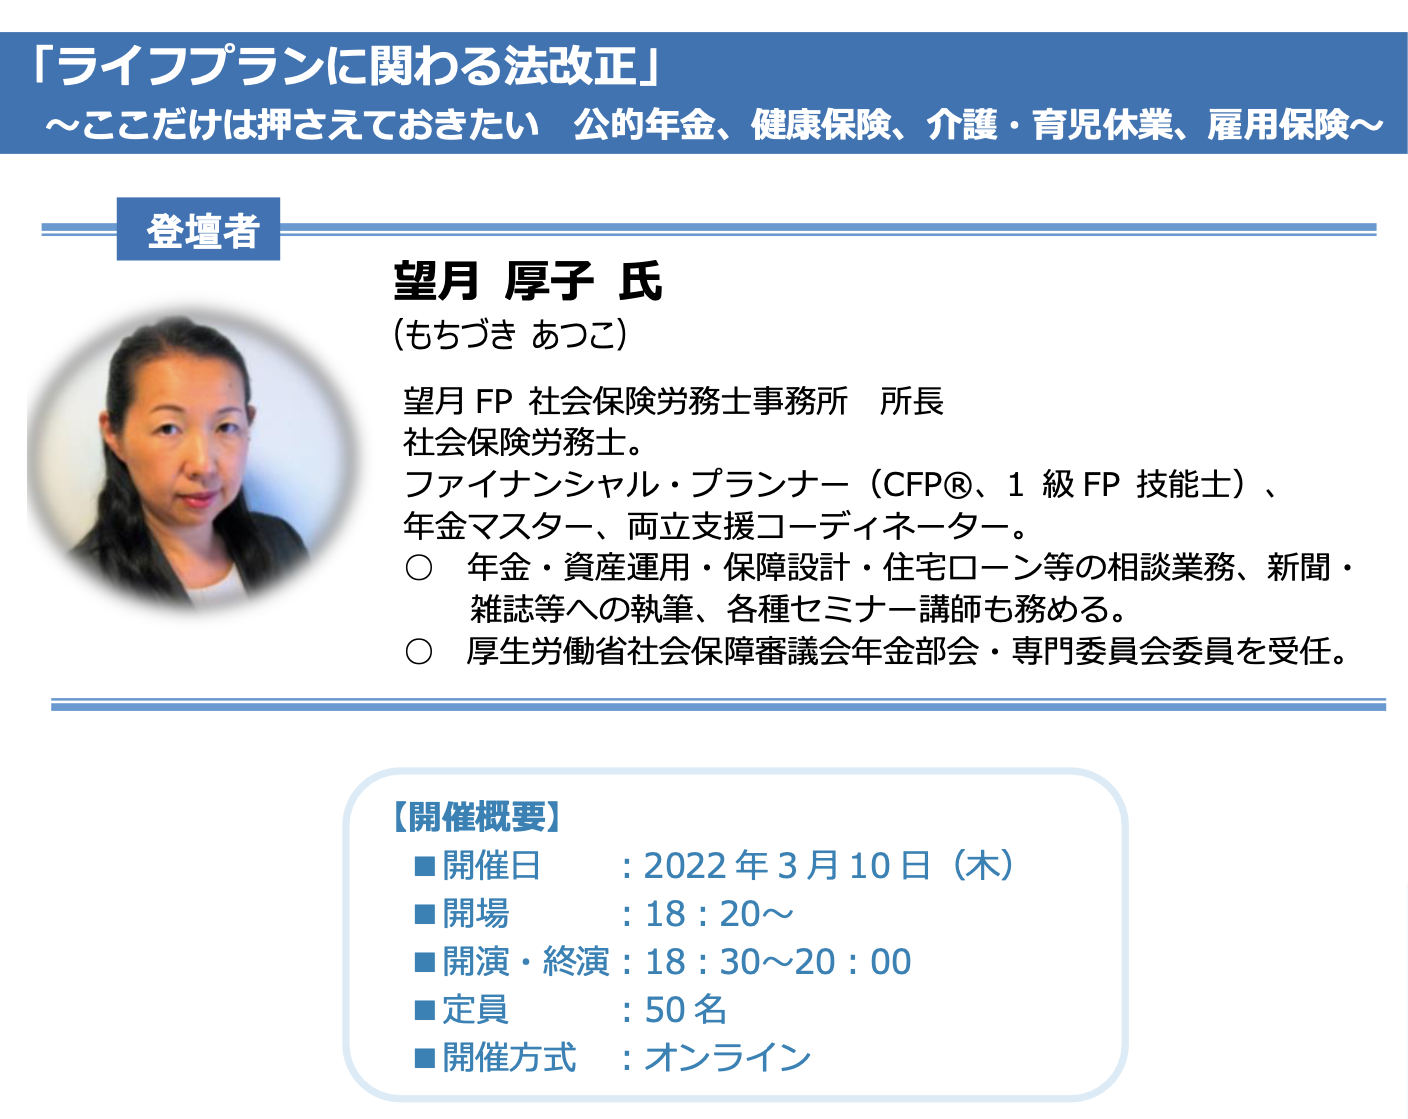 「ライフプランに関わる法改正」
～ここだけは押さえておきたい　公的年金、健康保険、介護・育児休業、雇用保険～
登壇者
望月 厚子 氏
（もちづき あつこ）
望月 FP 社会保険労務士事務所　所長
社会保険労務士。
ファイナンシャル・プランナー（CFP®、1 級 FP 技能士）、
年金マスター、両立支援コーディネーター。
○　年金・資産運用・保障設計・住宅ローン等の相談業務、新聞・
雑誌等への執筆、各種セミナー講師も務める。
○　厚生労働省社会保障審議会年金部会・専門委員会委員を受任。
【開催概要】
■開催日　　：2022 年 3 月 10 日（木）
■開場　　　：18：20～
■開演・終演：18：30～20：00
■定員　　　：50 名
■開催方式　：オンライン